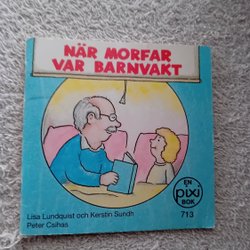 NÄR MORFAR
VAR BARNVAKT
EN
pixi
BOK
713
Lisa Lundquist och Kerstin Sundh
Peter Csihas